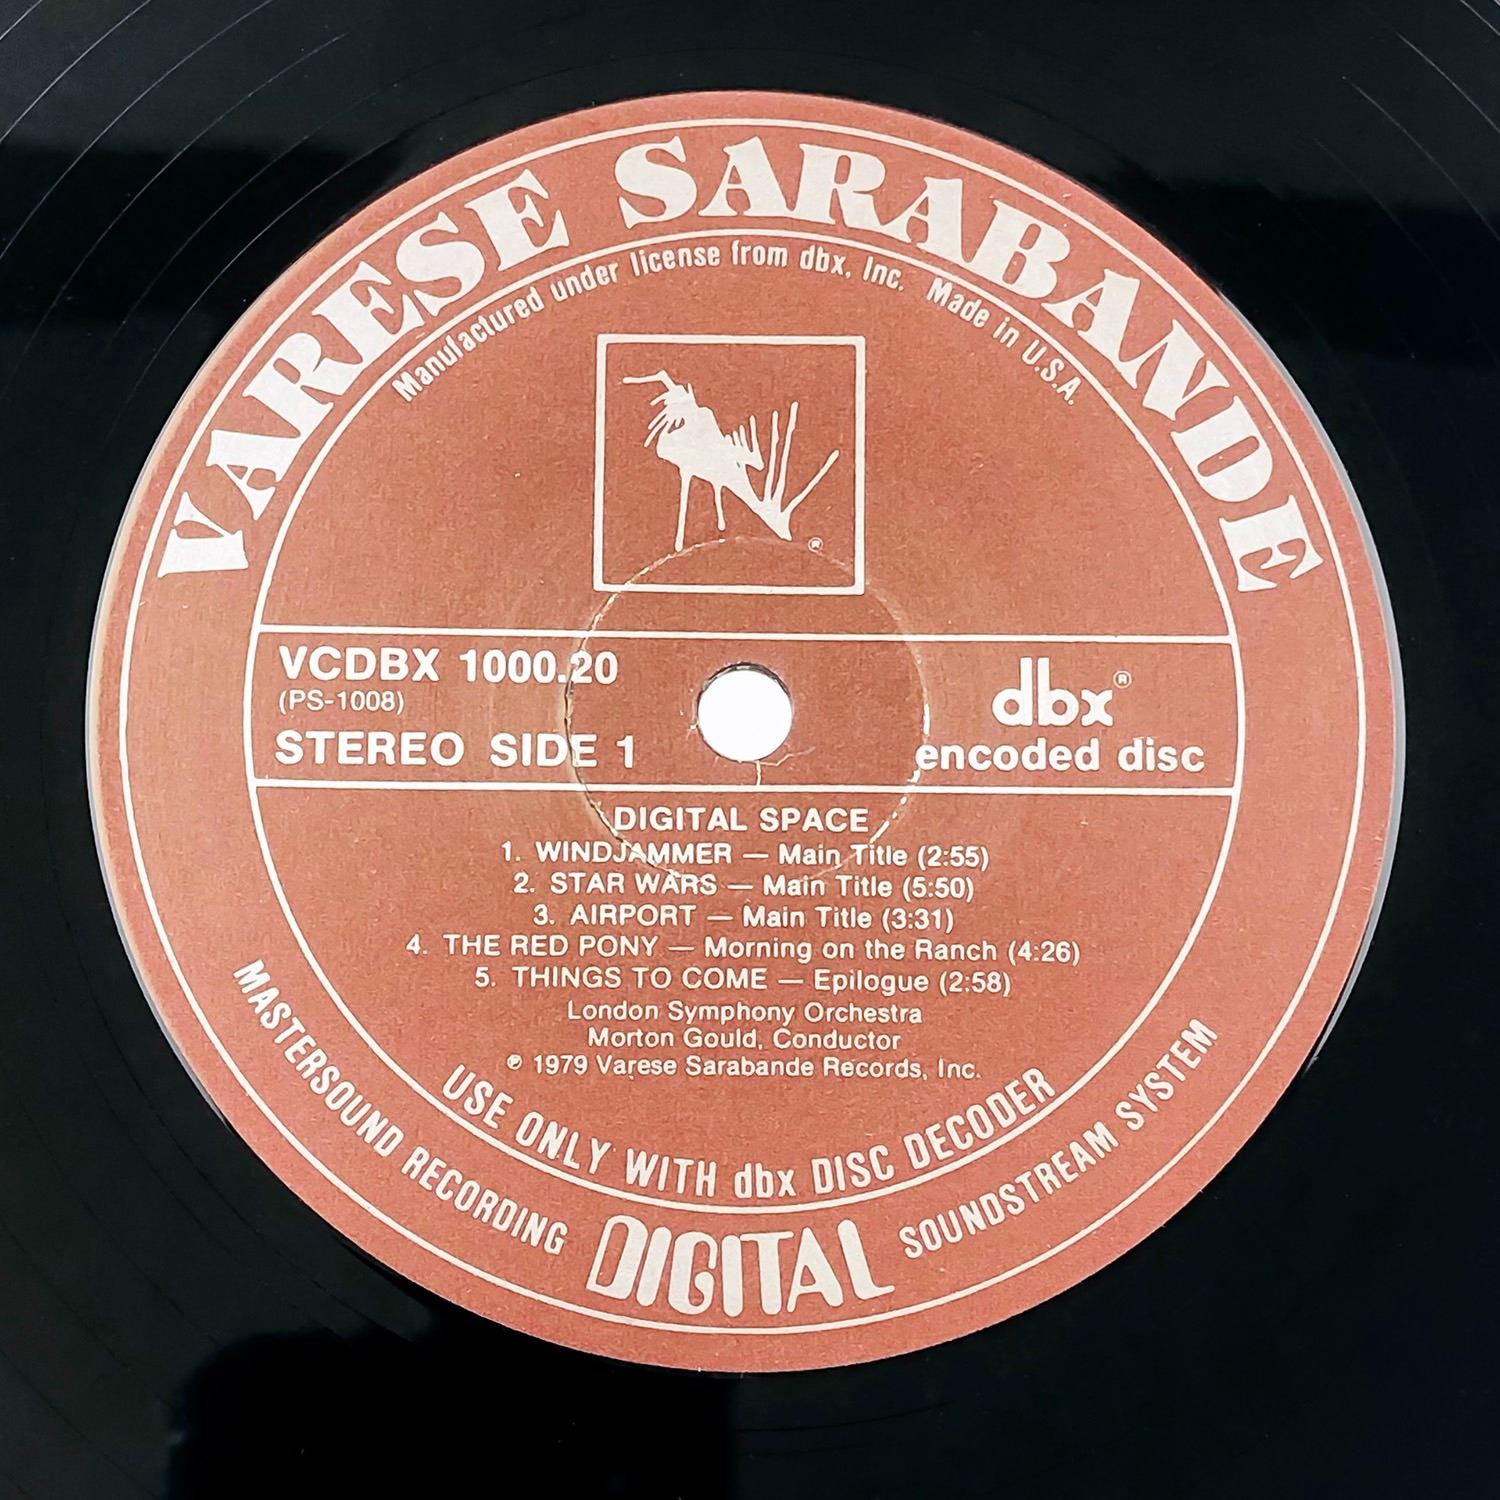 VARESE SARABANDE
Manufactured under license from dbx, Inc. Made in U.S.A.
®
VCDBX 1000.20
(PS-1008)
STEREO SIDE 1
dbx®
encoded disc
DIGITAL SPACE
1. WINDJAMMER — Main Title (2:55)
2. STAR WARS — Main Title (5:50)
3. AIRPORT — Main Title (3:31)
4. THE RED PONY — Morning on the Ranch (4:26)
5. THINGS TO COME — Epilogue (2:58)
London Symphony Orchestra
Morton Gould, Conductor
℗ 1979 Varese Sarabande Records, Inc.
USE ONLY WITH dbx DISC DECODER
MASTERSOUND RECORDING DIGITAL SOUNDSTREAM SYSTEM